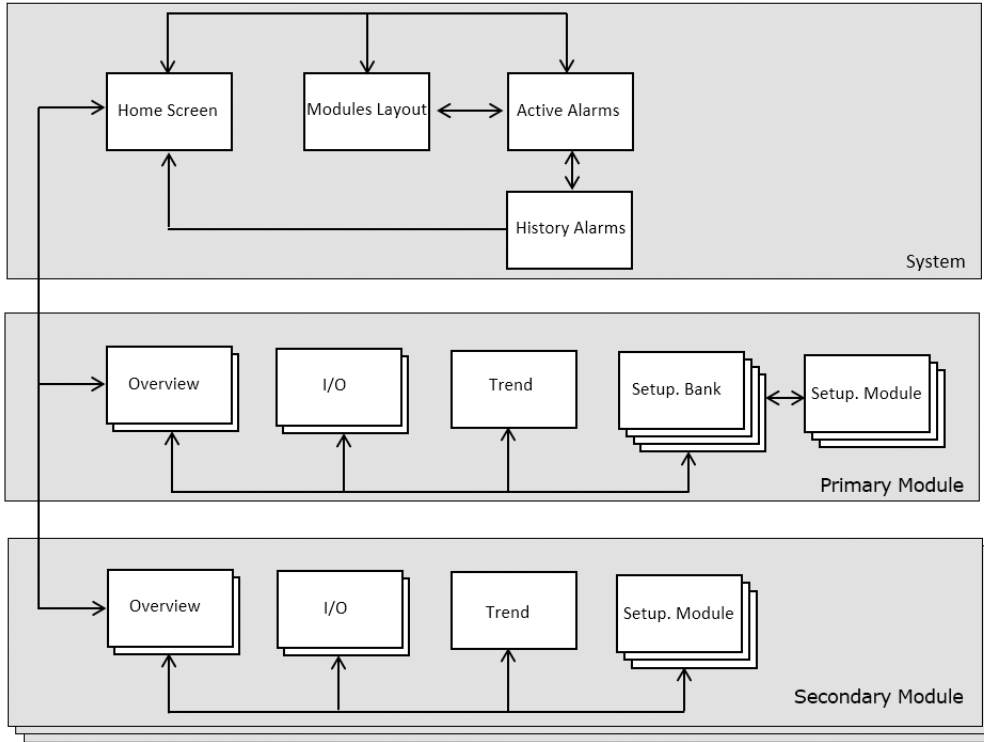 Home Screen
Modules Layout
Active Alarms
History Alarms
System
Overview
I/O
Trend
Setup. Bank
Setup. Module
Primary Module
Overview
I/O
Trend
Setup. Module
Secondary Module